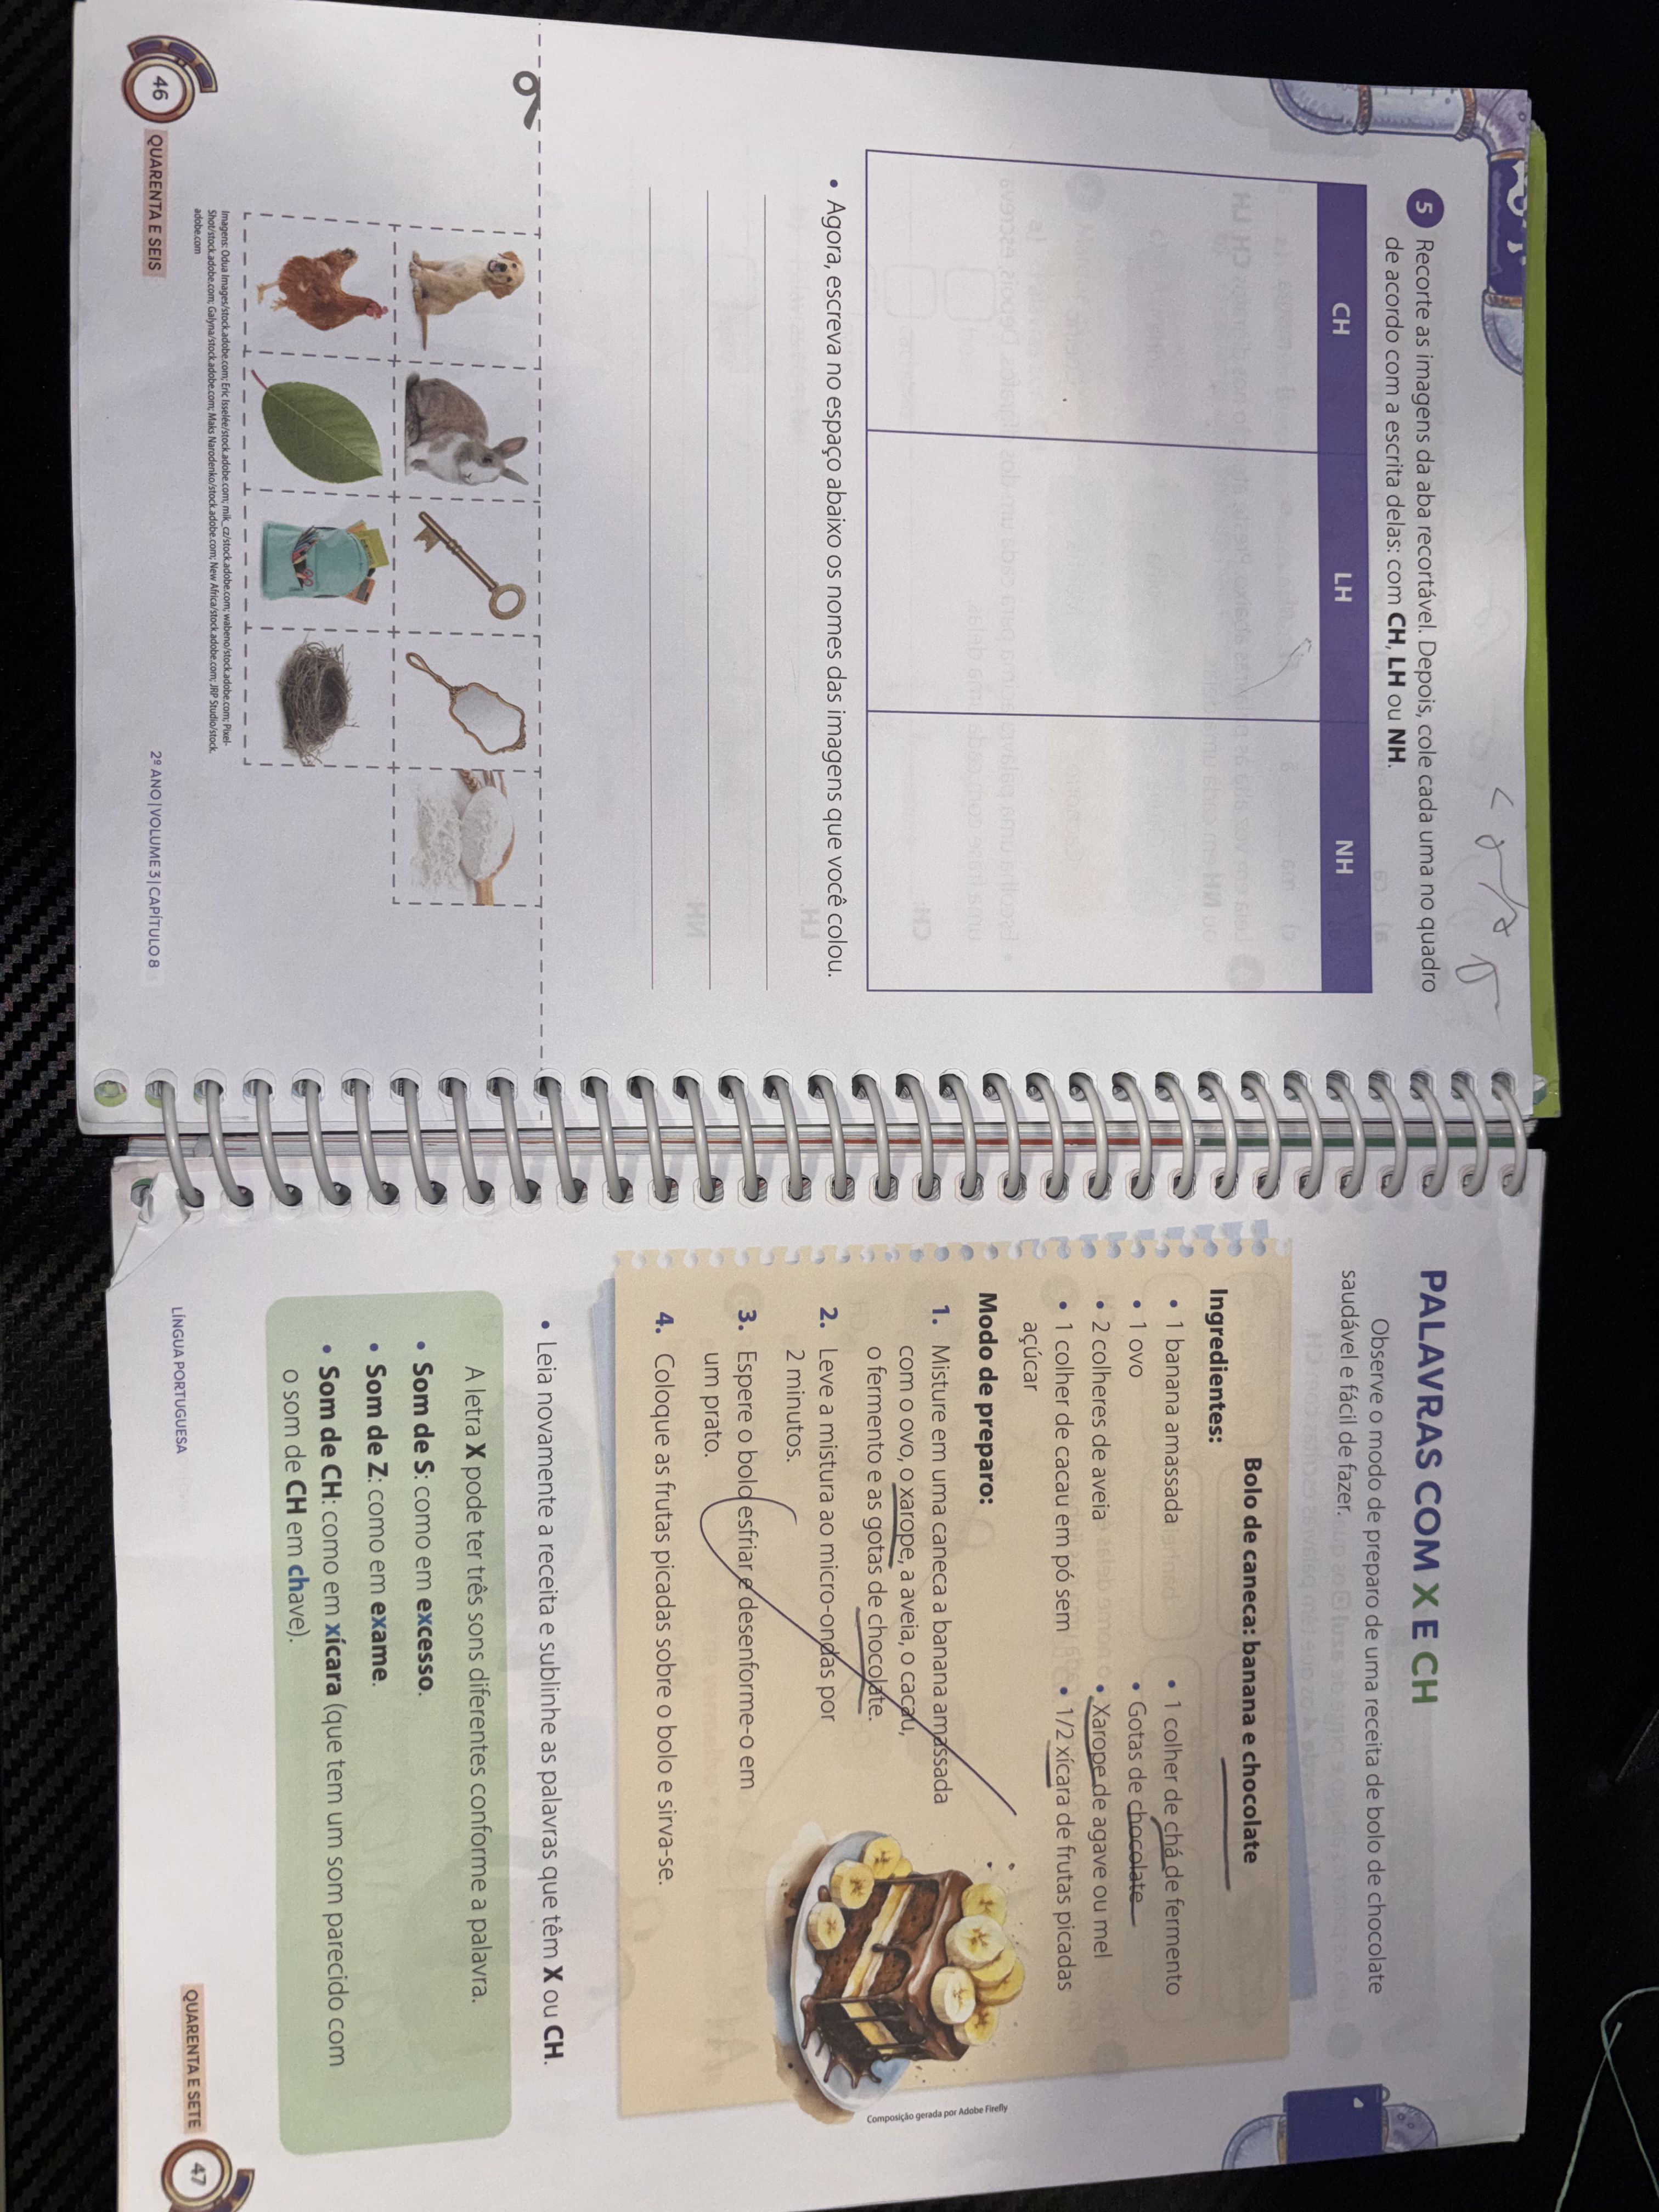 5 Recorte as imagens da aba recortável. Depois, cole cada uma no quadro
de acordo com a escrita delas: com CH, LH ou NH.
CH LH NH
• Agora, escreva no espaço abaixo os nomes das imagens que você colou.
Imagens: Odua Images/stock.adobe.com; Eric Isselée/stock.adobe.com; mik_cz/stock.adobe.com; wabeno/stock.adobe.com; Pixel-
Shot/stock.adobe.com; Galyna/stock.adobe.com; Maks Narodenko/stock.adobe.com; New Africa/stock.adobe.com; JRP Studio/stock.
adobe.com
46 QUARENTA E SEIS
2º ANO | VOLUME 3 | CAPÍTULO 8
PALAVRAS COM X E CH
Observe o modo de preparo de uma receita de bolo de chocolate
saudável e fácil de fazer.
Bolo de caneca: banana e chocolate
Ingredientes:
• 1 banana amassada
• 1 ovo
• 2 colheres de aveia
• 1 colher de cacau em pó sem
açúcar
• 1 colher de chá de fermento
• Gotas de chocolate
• Xarope de agave ou mel
• 1/2 xícara de frutas picadas
Modo de preparo:
1. Misture em uma caneca a banana amassada
com o ovo, o xarope, a aveia, o cacau,
o fermento e as gotas de chocolate.
2. Leve a mistura ao micro-ondas por
2 minutos.
3. Espere o bolo esfriar e desenforme-o em
um prato.
4. Coloque as frutas picadas sobre o bolo e sirva-se.
Composição gerada por Adobe Firefly
• Leia novamente a receita e sublinhe as palavras que têm X ou CH.
A letra X pode ter três sons diferentes conforme a palavra.
• Som de S: como em excesso.
• Som de Z: como em exame.
• Som de CH: como em xícara (que tem um som parecido com
o som de CH em chave).
LÍNGUA PORTUGUESA
QUARENTA E SETE 47